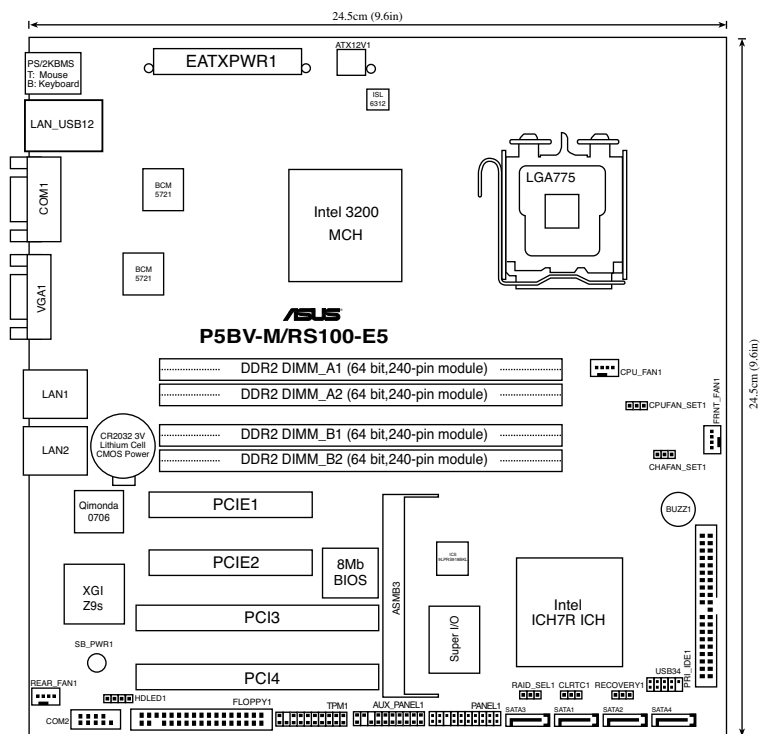 24.5cm (9.6in)
PS/2KBMS
T: Mouse
B: Keyboard
EATXPWR1
ATX12V1
ISL
6312
LAN_USB12
COM1
BCM
5721
Intel 3200
MCH
LGA775
VGA1
BCM
5721
ASUS
P5BV-M/RS100-E5
24.5cm (9.6in)
DDR2 DIMM_A1 (64 bit,240-pin module)
DDR2 DIMM_A2 (64 bit,240-pin module)
DDR2 DIMM_B1 (64 bit,240-pin module)
DDR2 DIMM_B2 (64 bit,240-pin module)
CPU_FAN1
CPUFAN_SET1
FRNT_FAN1
CHAFAN_SET1
LAN1
LAN2
CR2032 3V
Lithium Cell
CMOS Power
Qimonda
0706
PCIE1
BUZZ1
PCIE2
8Mb
BIOS
ASMB3
ICS
XGI
Z9s
PCI3
Super I/O
Intel
ICH7R ICH
SB_PWR1
PCI4
USB34
PRI_IDE1
REAR_FAN1
HDLED1
RAID_SEL1
CLRTC1
RECOVERY1
COM2
FLOPPY1
TPM1
AUX_PANEL1
PANEL1
SATA3
SATA1
SATA2
SATA4